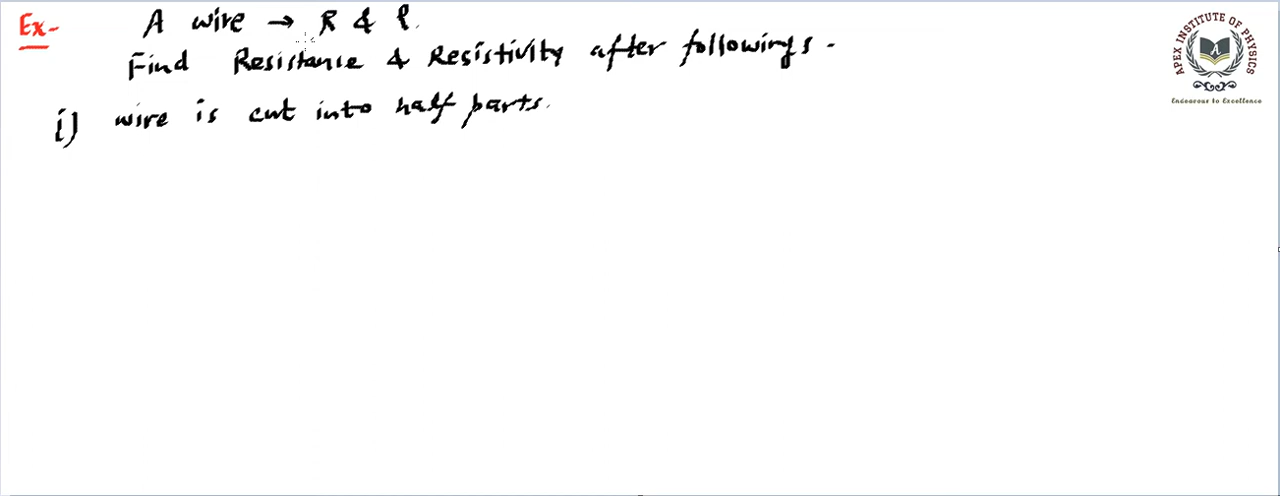 Ex- A wire → R & ρ.
Find Resistance & Resistivity after followings.
i) wire is cut into half parts.
APEX INSTITUTE OF PHYSICS
A
Endeavour to Excellence